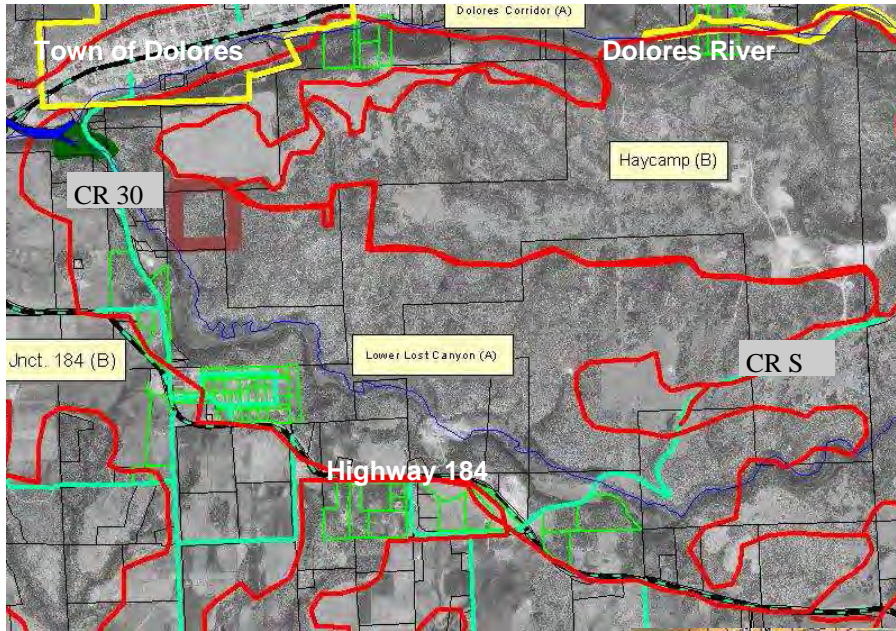 Dolores Corridor (A)
Town of Dolores
Dolores River
Haycamp (B)
CR 30
Jnct. 184 (B)
Lower Lost Canyon (A)
CR S
Highway 184